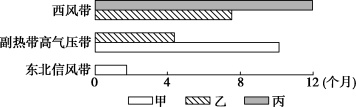 西风带
副热带高气压带
东北信风带
0 4 8 12 (个月)
甲 乙 丙